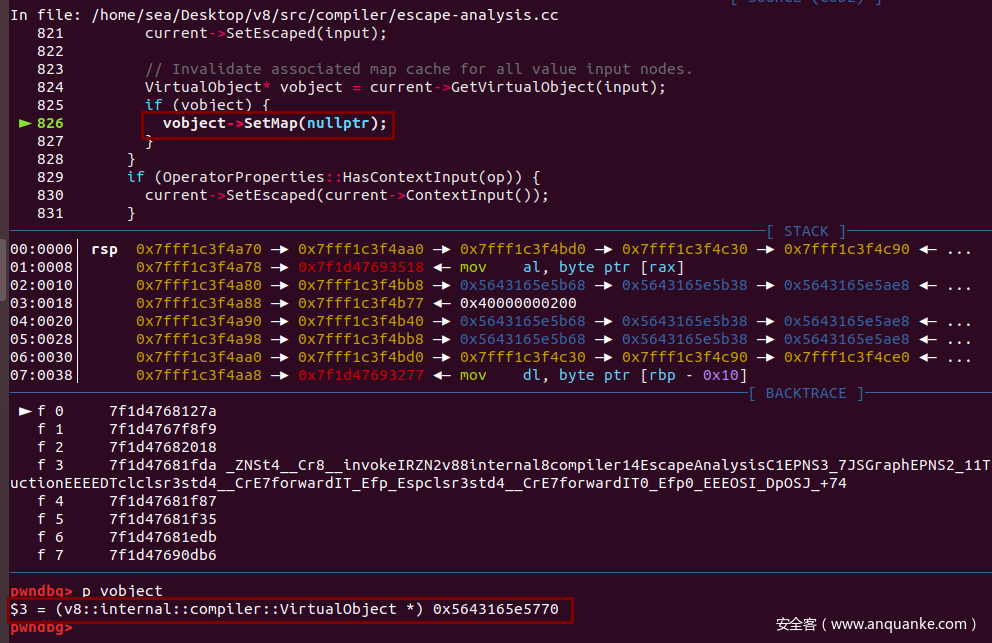 [ SOURCE (CODE) ]
In file: /home/sea/Desktop/v8/src/compiler/escape-analysis.cc
821 current->SetEscaped(input);
822
823 // Invalidate associated map cache for all value input nodes.
824 VirtualObject* vobject = current->GetVirtualObject(input);
825 if (vobject) {
► 826 vobject->SetMap(nullptr);
827 }
828 }
829 if (OperatorProperties::HasContextInput(op)) {
830 current->SetEscaped(current->ContextInput());
831 }
[ STACK ]
00:0000│ rsp 0x7fff1c3f4a70 —▸ 0x7fff1c3f4aa0 —▸ 0x7fff1c3f4bd0 —▸ 0x7fff1c3f4c30 —▸ 0x7fff1c3f4c90 ◂— ...
01:0008│ 0x7fff1c3f4a78 —▸ 0x7f1d47693518 ◂— mov al, byte ptr [rax]
02:0010│ 0x7fff1c3f4a80 —▸ 0x7fff1c3f4bb8 —▸ 0x5643165e5b68 —▸ 0x5643165e5b38 —▸ 0x5643165e5ae8 ◂— ...
03:0018│ 0x7fff1c3f4a88 —▸ 0x7fff1c3f4b77 ◂— 0x40000000200
04:0020│ 0x7fff1c3f4a90 —▸ 0x7fff1c3f4b40 —▸ 0x5643165e5b68 —▸ 0x5643165e5b38 —▸ 0x5643165e5ae8 ◂— ...
05:0028│ 0x7fff1c3f4a98 —▸ 0x7fff1c3f4bb8 —▸ 0x5643165e5b68 —▸ 0x5643165e5b38 —▸ 0x5643165e5ae8 ◂— ...
06:0030│ 0x7fff1c3f4aa0 —▸ 0x7fff1c3f4bd0 —▸ 0x7fff1c3f4c30 —▸ 0x7fff1c3f4c90 —▸ 0x7fff1c3f4ce0 ◂— ...
07:0038│ 0x7fff1c3f4aa8 —▸ 0x7f1d47693277 ◂— mov dl, byte ptr [rbp - 0x10]
[ BACKTRACE ]
► f 0 7f1d4768127a
f 1 7f1d4767f8f9
f 2 7f1d47682018
f 3 7f1d47681fda _ZNSt4__Cr8__invokeIRZN2v88internal8compiler14EscapeAnalysisC1EPNS3_7JSGraphEPNS2_11T
uctionEEEEDTclclsr3std4__CrE7forwardIT_Efp_Espclsr3std4__CrE7forwardIT0_Efp0_EEEOSI_DpOSJ_+74
f 4 7f1d47681f87
f 5 7f1d47681f35
f 6 7f1d47681edb
f 7 7f1d47690db6
pwndbg> p vobject
$3 = (v8::internal::compiler::VirtualObject *) 0x5643165e5770
pwndbg>
安全客（www.anquanke.com）